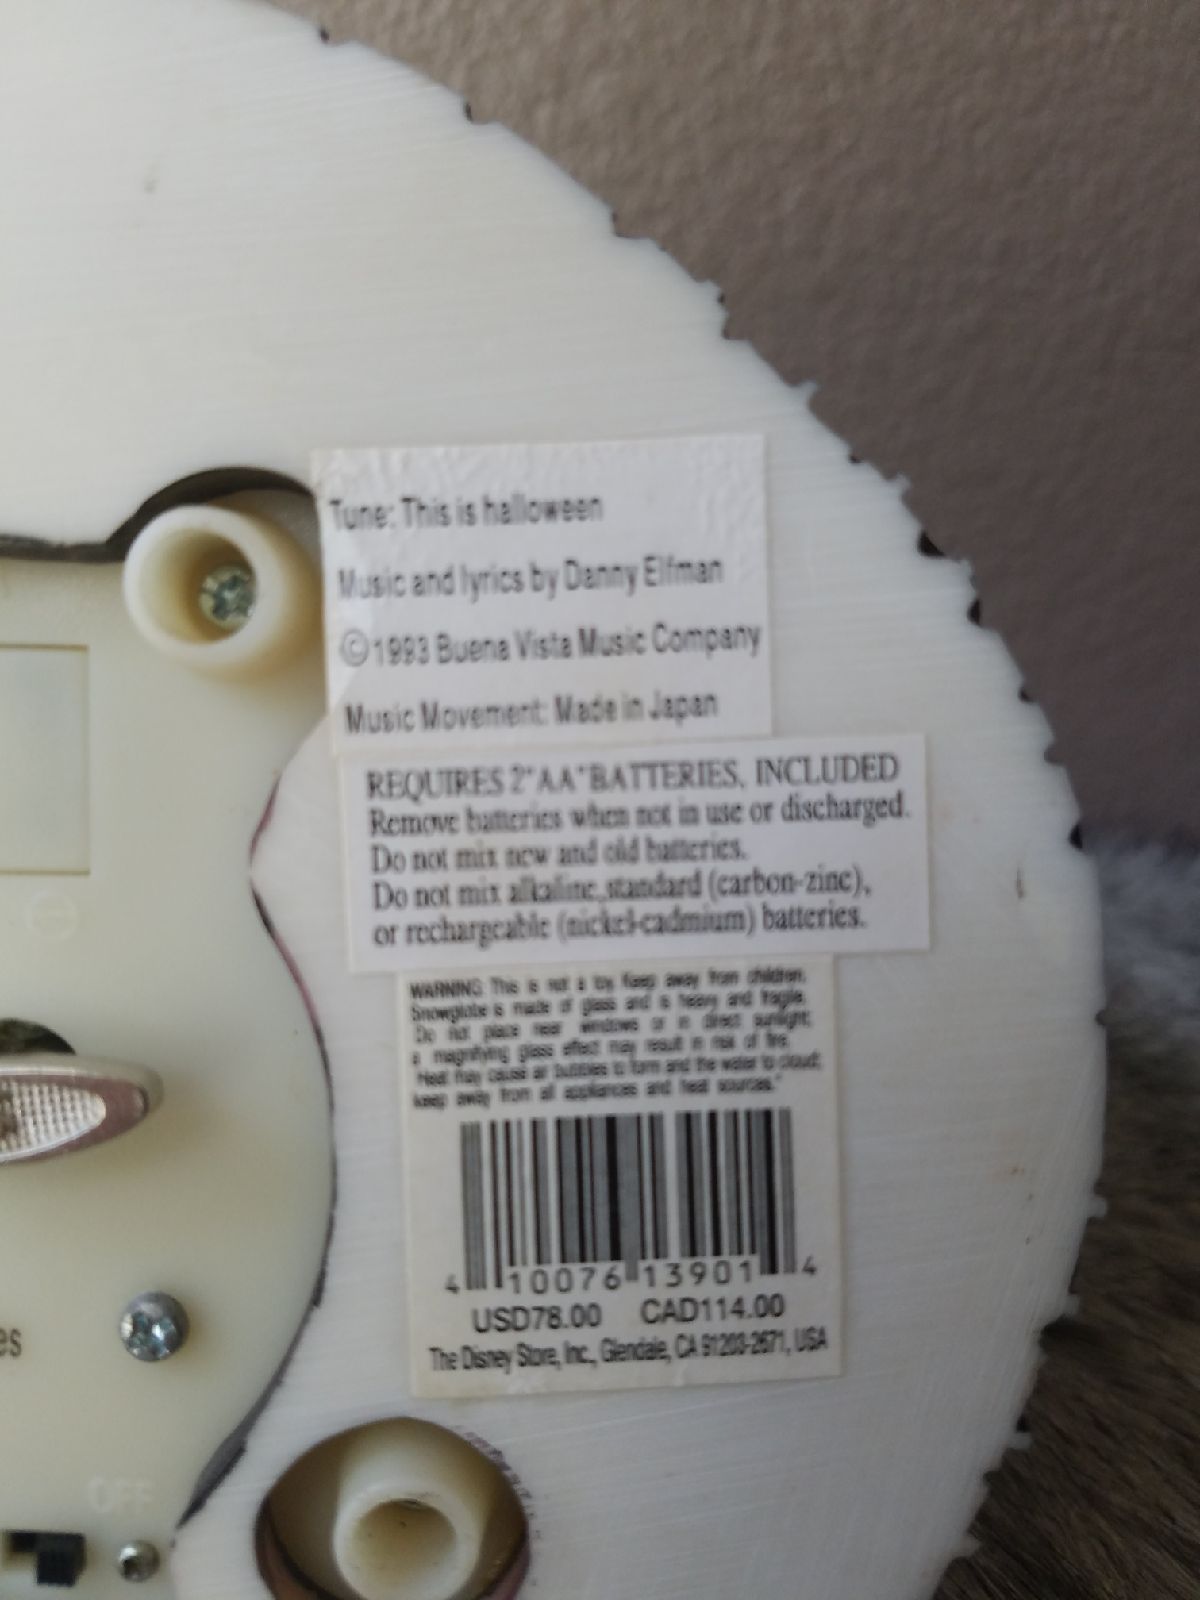 Tune: This is halloween
Music and lyrics by Danny Elfman
©1993 Buena Vista Music Company
Music Movement: Made in Japan
REQUIRES 2"AA"BATTERIES, INCLUDED
Remove batteries when not in use or discharged.
Do not mix new and old batteries.
Do not mix alkaline,standard (carbon-zinc),
or rechargeable (nickel-cadmium) batteries.
WARNING: This is not a toy. Keep away from children.
Snowglobe is made of glass and is heavy and fragile.
Do not place near windows or in direct sunlight;
a magnifying glass effect may result in risk of fire.
Heat may cause air bubbles to form and the water to cloud;
keep away from all appliances and heat sources."
4 10076 13901 4
USD78.00 CAD114.00
The Disney Store, Inc., Glendale, CA 91203-2671, USA
es
OFF